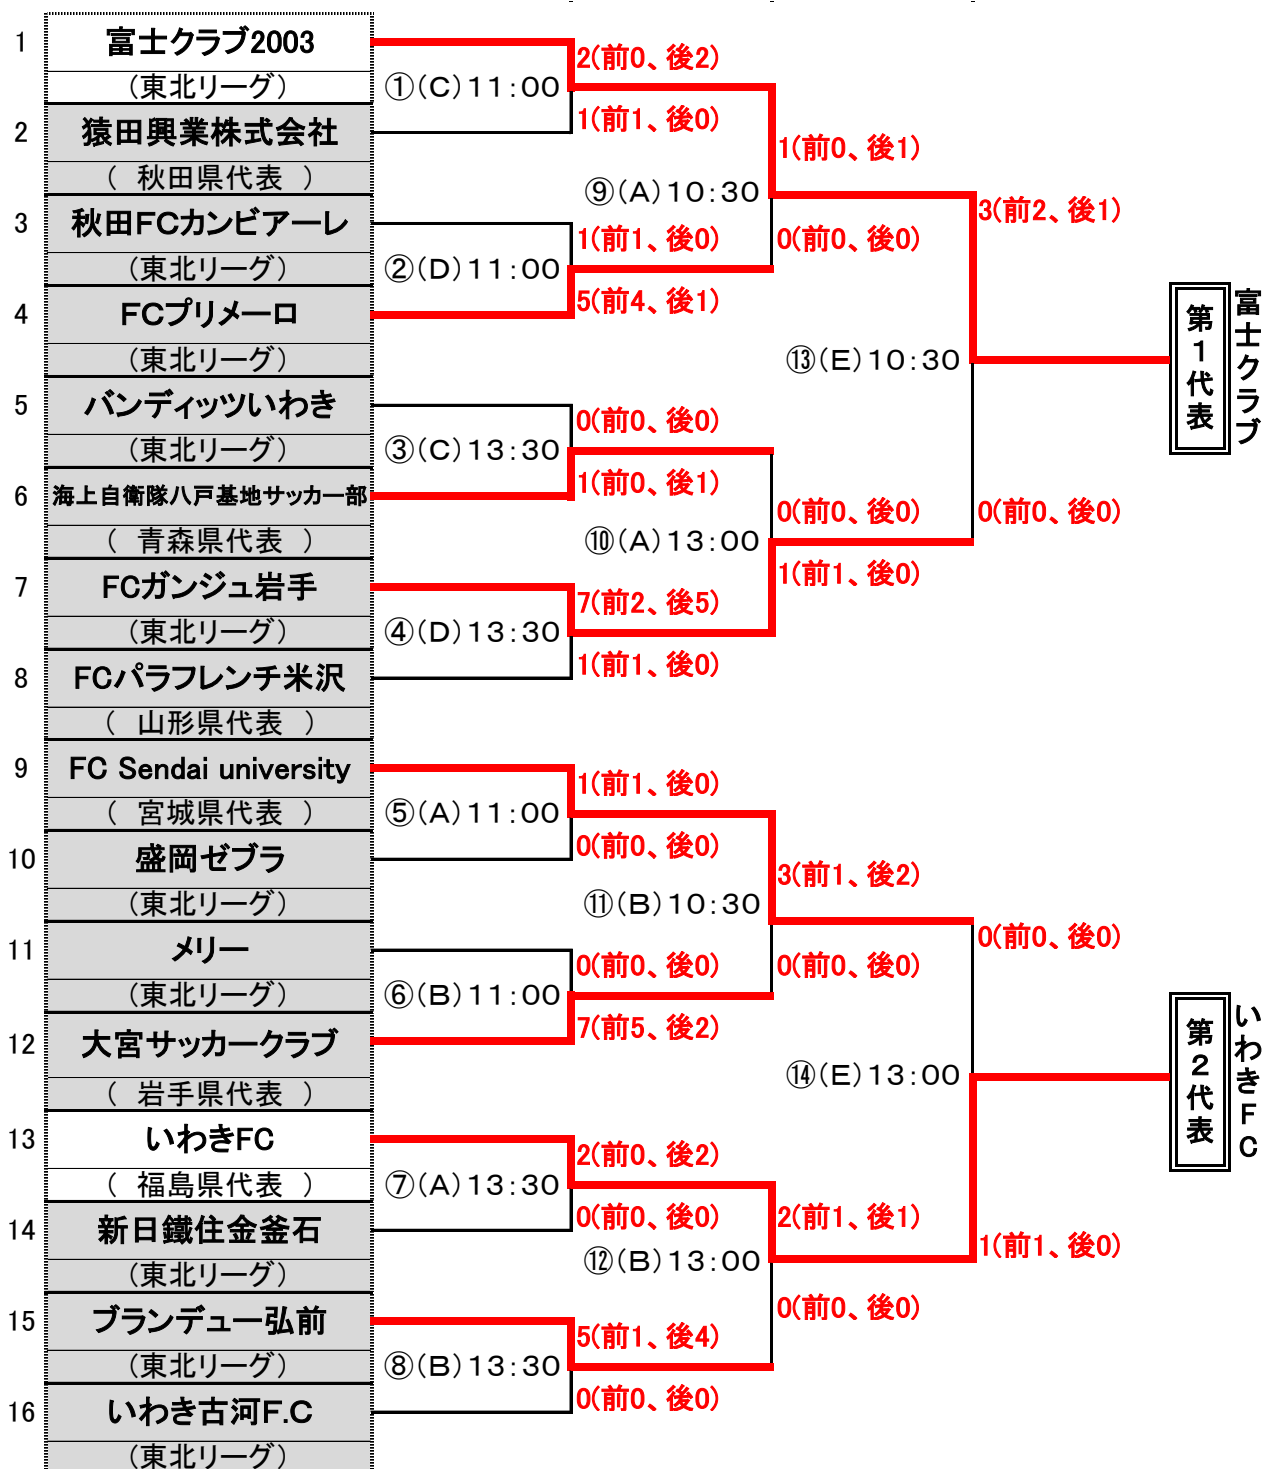 1 富士クラブ2003
(東北リーグ)
2 猿田興業株式会社
( 秋田県代表 )
3 秋田FCカンビアーレ
(東北リーグ)
4 FCプリメーロ
(東北リーグ)
5 バンディッツいわき
(東北リーグ)
6 海上自衛隊八戸基地サッカー部
( 青森県代表 )
7 FCガンジュ岩手
(東北リーグ)
8 FCパラフレンチ米沢
( 山形県代表 )
9 FC Sendai university
( 宮城県代表 )
10 盛岡ゼブラ
(東北リーグ)
11 メリー
(東北リーグ)
12 大宮サッカークラブ
( 岩手県代表 )
13 いわきFC
( 福島県代表 )
14 新日鐵住金釜石
(東北リーグ)
15 ブランデュー弘前
(東北リーグ)
16 いわき古河F.C
(東北リーグ)
2(前0、後2)
①(C)11:00
1(前1、後0)
1(前1、後0)
②(D)11:00
5(前4、後1)
0(前0、後0)
③(C)13:30
1(前0、後1)
7(前2、後5)
④(D)13:30
1(前1、後0)
1(前1、後0)
⑤(A)11:00
0(前0、後0)
0(前0、後0)
⑥(B)11:00
7(前5、後2)
2(前0、後2)
⑦(A)13:30
0(前0、後0)
5(前1、後4)
⑧(B)13:30
0(前0、後0)
1(前0、後1)
⑨(A)10:30
0(前0、後0)
0(前0、後0)
⑩(A)13:00
1(前1、後0)
3(前1、後2)
⑪(B)10:30
0(前0、後0)
2(前1、後1)
⑫(B)13:00
0(前0、後0)
3(前2、後1)
⑬(E)10:30
0(前0、後0)
0(前0、後0)
⑭(E)13:00
1(前1、後0)
第1代表
富士クラブ
第2代表
いわきFC